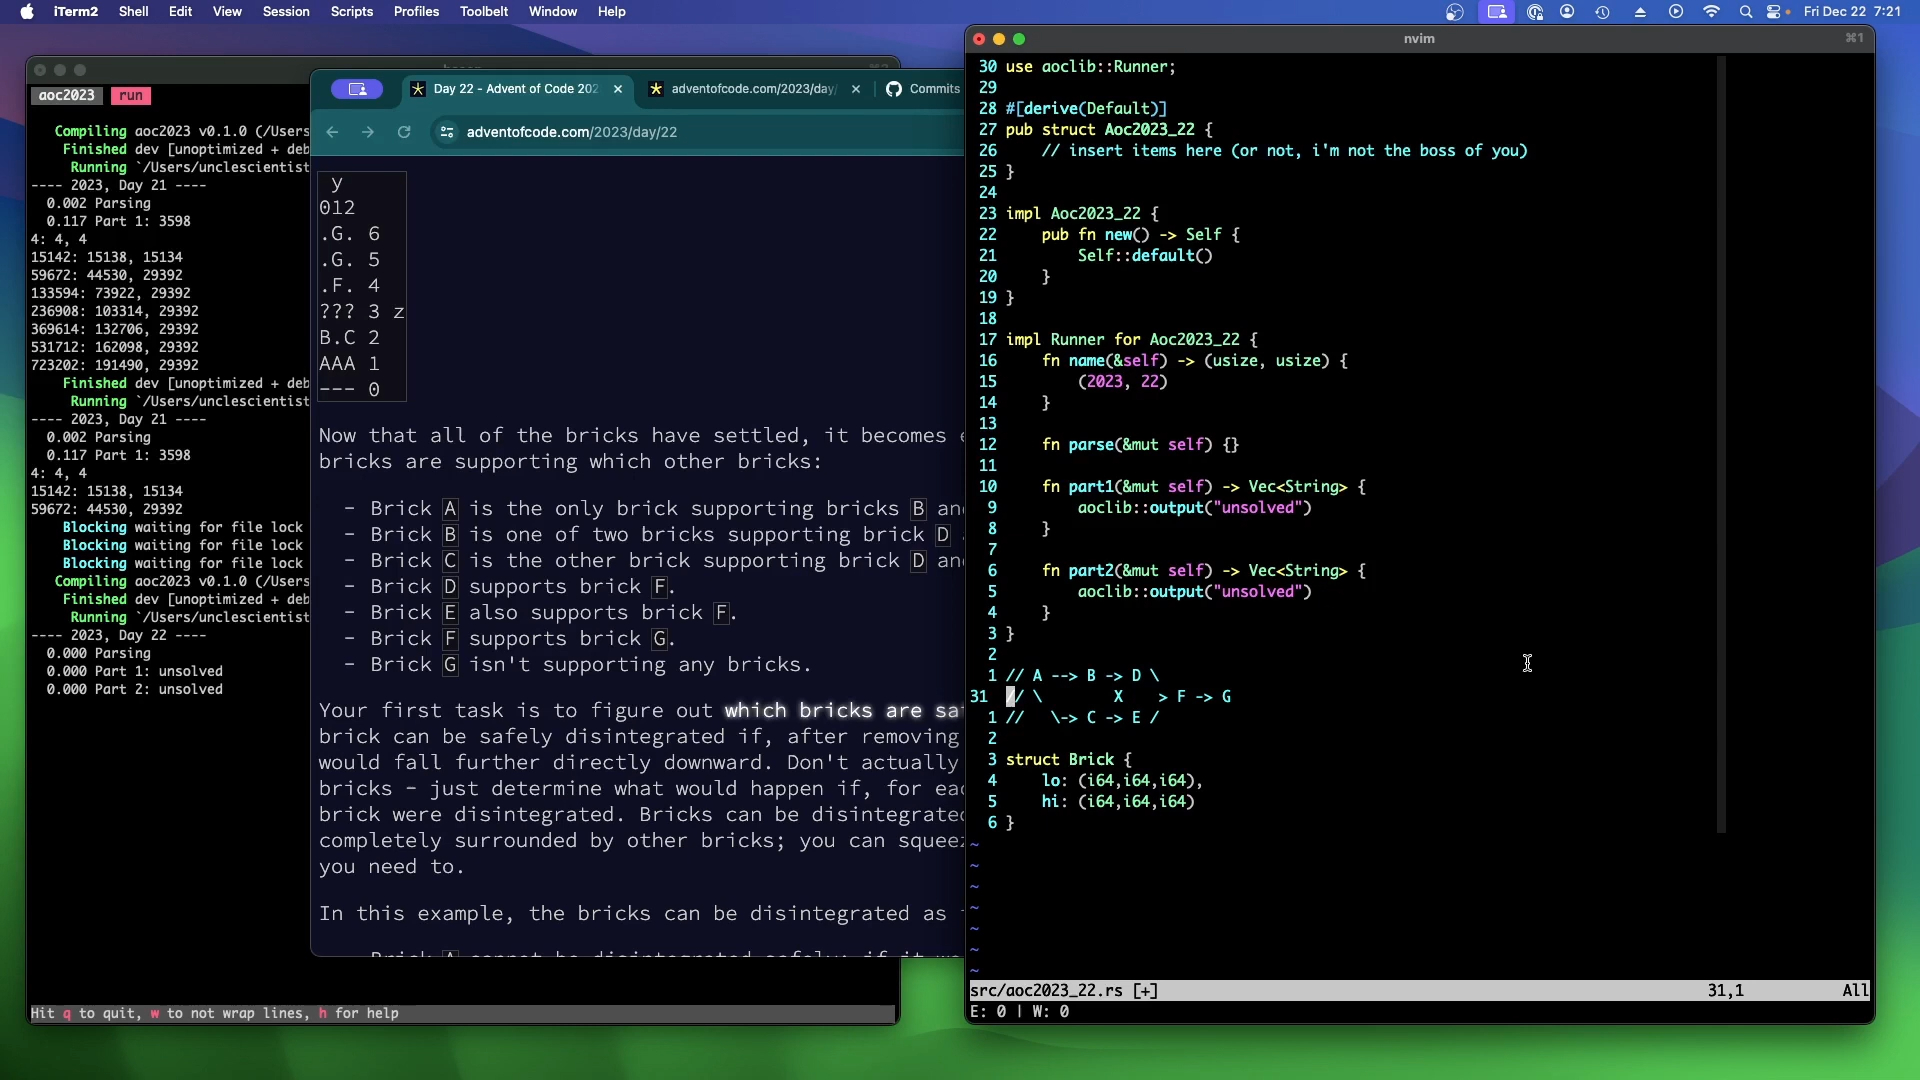 iTerm2 Shell Edit View Session Scripts Profiles Toolbelt Window Help Fri Dec 22 7:21
aoc2023 run
Compiling aoc2023 v0.1.0 (/Users
Finished dev [unoptimized + deb
Running `/Users/unclescientist
---- 2023, Day 21 ----
0.002 Parsing
0.117 Part 1: 3598
4: 4, 4
15142: 15138, 15134
59672: 44530, 29392
133594: 73922, 29392
236908: 103314, 29392
369614: 132706, 29392
531712: 162098, 29392
723202: 191490, 29392
Finished dev [unoptimized + deb
Running `/Users/unclescientist
---- 2023, Day 21 ----
0.002 Parsing
0.117 Part 1: 3598
4: 4, 4
15142: 15138, 15134
59672: 44530, 29392
Blocking waiting for file lock
Blocking waiting for file lock
Blocking waiting for file lock
Compiling aoc2023 v0.1.0 (/Users
Finished dev [unoptimized + deb
Running `/Users/unclescientist
---- 2023, Day 22 ----
0.000 Parsing
0.000 Part 1: unsolved
0.000 Part 2: unsolved
Hit q to quit, w to not wrap lines, h for help
Day 22 - Advent of Code 202 adventofcode.com/2023/day/ Commits
adventofcode.com/2023/day/22
y
012
.G. 6
.G. 5
.F. 4
??? 3 z
B.C 2
AAA 1
--- 0
Now that all of the bricks have settled, it becomes
bricks are supporting which other bricks:
- Brick A is the only brick supporting bricks B an
- Brick B is one of two bricks supporting brick D
- Brick C is the other brick supporting brick D an
- Brick D supports brick F.
- Brick E also supports brick F.
- Brick F supports brick G.
- Brick G isn't supporting any bricks.
Your first task is to figure out which bricks are sa
brick can be safely disintegrated if, after removing
would fall further directly downward. Don't actually
bricks - just determine what would happen if, for ea
brick were disintegrated. Bricks can be disintegrate
completely surrounded by other bricks; you can squee
you need to.
In this example, the bricks can be disintegrated as
nvim ⌘1
30 use aoclib::Runner;
29
28 #[derive(Default)]
27 pub struct Aoc2023_22 {
26 // insert items here (or not, i'm not the boss of you)
25 }
24
23 impl Aoc2023_22 {
22 pub fn new() -> Self {
21 Self::default()
20 }
19 }
18
17 impl Runner for Aoc2023_22 {
16 fn name(&self) -> (usize, usize) {
15 (2023, 22)
14 }
13
12 fn parse(&mut self) {}
11
10 fn part1(&mut self) -> Vec<String> {
9 aoclib::output("unsolved")
8 }
7
6 fn part2(&mut self) -> Vec<String> {
5 aoclib::output("unsolved")
4 }
3 }
2
1 // A --> B -> D \
31 // \ X > F -> G
1 // \-> C -> E /
2
3 struct Brick {
4 lo: (i64,i64,i64),
5 hi: (i64,i64,i64)
6 }
~
~
~
~
~
~
~
src/aoc2023_22.rs [+] 31,1 All
E: 0 | W: 0